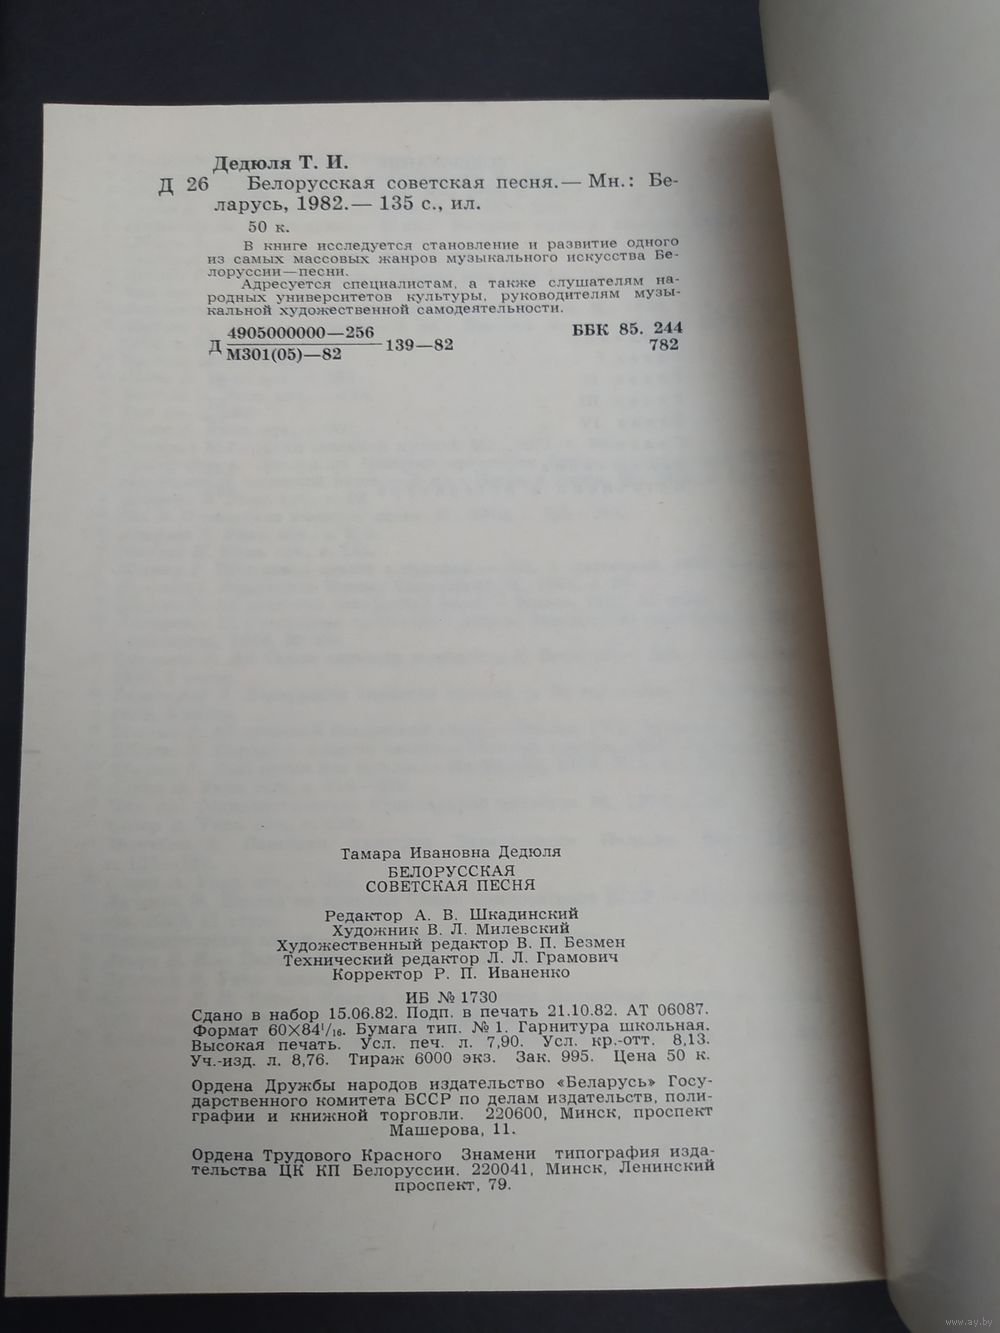 Дедюля Т. И.
Д 26 Белорусская советская песня.— Мн.: Бе-
ларусь, 1982.— 135 с., ил.
50 к.
В книге исследуется становление и развитие одного
из самых массовых жанров музыкального искусства Бе-
лоруссии—песни.
Адресуется специалистам, а также слушателям на-
родных университетов культуры, руководителям музы-
кальной художественной самодеятельности.
Д 4905000000—256 / М301(05)—82 139—82 ББК 85. 244
782
Тамара Ивановна Дедюля
БЕЛОРУССКАЯ
СОВЕТСКАЯ ПЕСНЯ
Редактор А. В. Шкадинский
Художник В. Л. Милевский
Художественный редактор В. П. Безмен
Технический редактор Л. Л. Грамович
Корректор Р. П. Иваненко
ИБ № 1730
Сдано в набор 15.06.82. Подп. в печать 21.10.82. АТ 06087.
Формат 60×84¹/₁₆. Бумага тип. № 1. Гарнитура школьная.
Высокая печать. Усл. печ. л. 7,90. Усл. кр.-отт. 8,13.
Уч.-изд. л. 8,76. Тираж 6000 экз. Зак. 995. Цена 50 к.
Ордена Дружбы народов издательство «Беларусь» Госу-
дарственного комитета БССР по делам издательств, поли-
графии и книжной торговли. 220600, Минск, проспект
Машерова, 11.
Ордена Трудового Красного Знамени типография изда-
тельства ЦК КП Белоруссии. 220041, Минск, Ленинский
проспект, 79.
www.ay.by